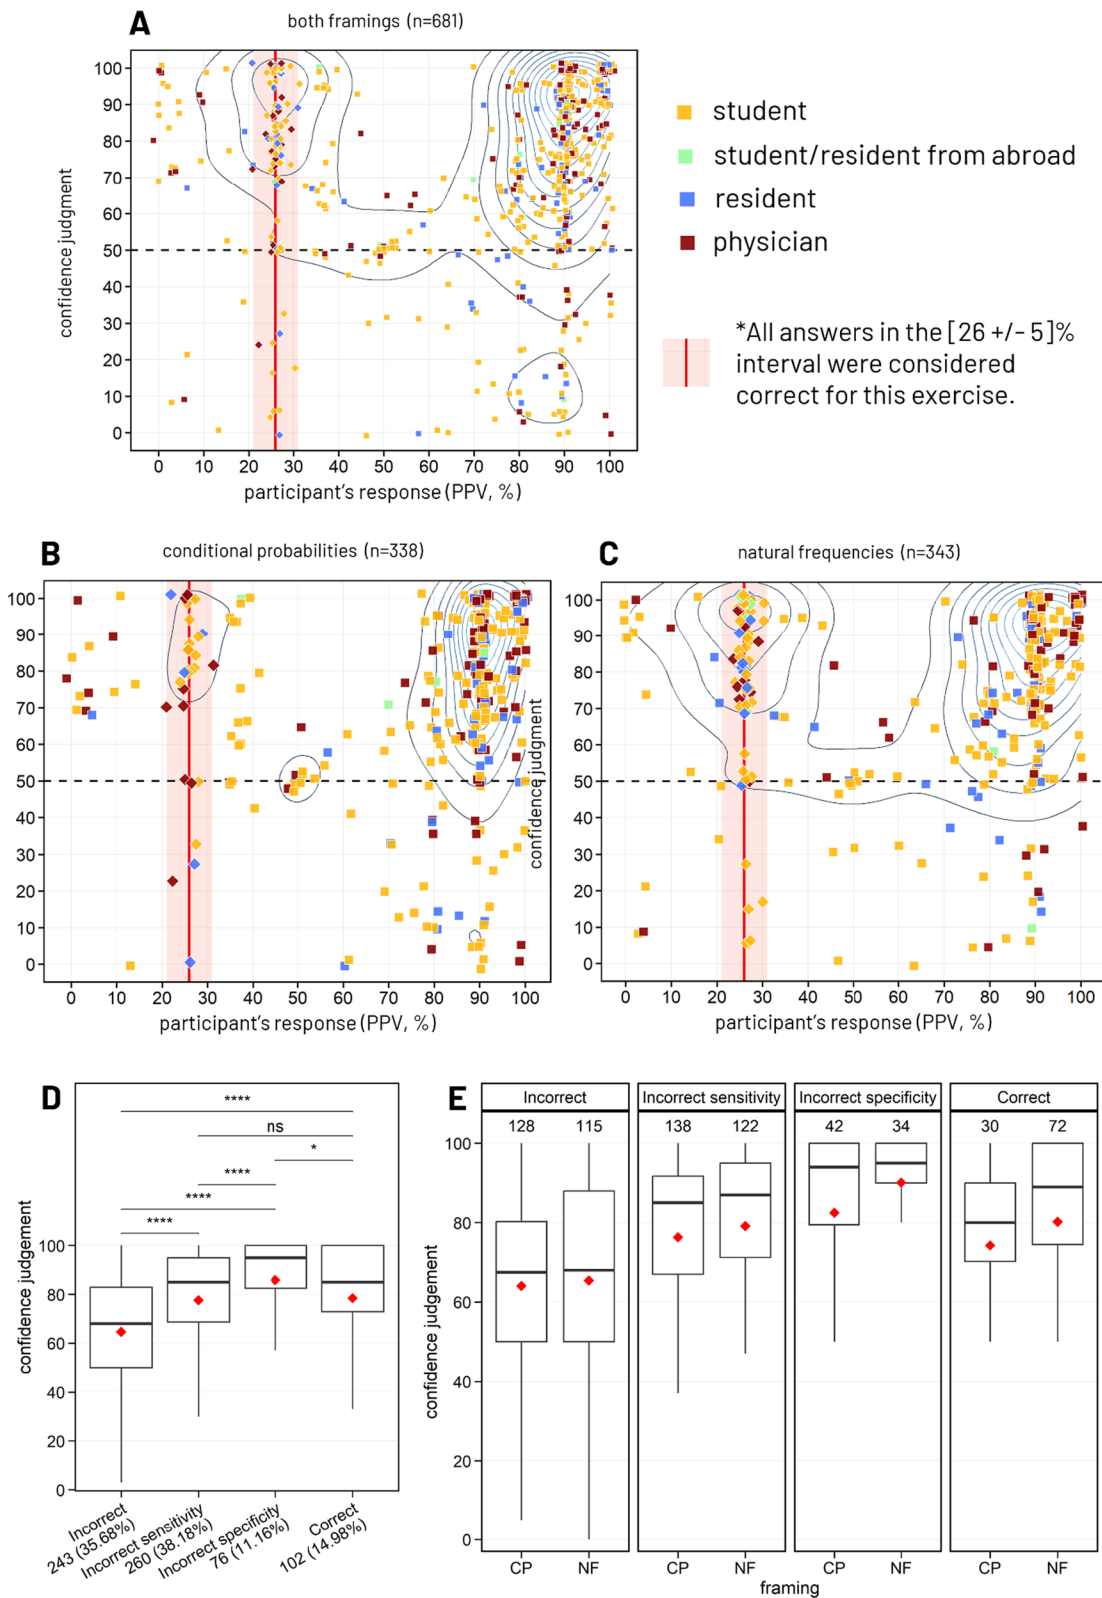 A
both framings (n=681)
confidence judgment
100
90
80
70
60
50
40
30
20
10
0
0 10 20 30 40 50 60 70 80 90 100
participant's response (PPV, %)
student
student/resident from abroad
resident
physician
*All answers in the [26 +/- 5]%
interval were considered
correct for this exercise.
B
conditional probabilities (n=338)
100
90
80
70
60
50
40
30
20
10
0
0 10 20 30 40 50 60 70 80 90 100
participant's response (PPV, %)
C
natural frequencies (n=343)
confidence judgment
100
90
80
70
60
50
40
30
20
10
0
0 10 20 30 40 50 60 70 80 90 100
participant's response (PPV, %)
D
****
ns
*
****
****
****
confidence judgement
100
80
60
40
20
0
Incorrect
243 (35.68%)
Incorrect sensitivity
260 (38.18%)
Incorrect specificity
76 (11.16%)
Correct
102 (14.98%)
E
Incorrect Incorrect sensitivity Incorrect specificity Correct
128 115 138 122 42 34 30 72
confidence judgement
100
80
60
40
20
0
CP NF CP NF CP NF CP NF
framing